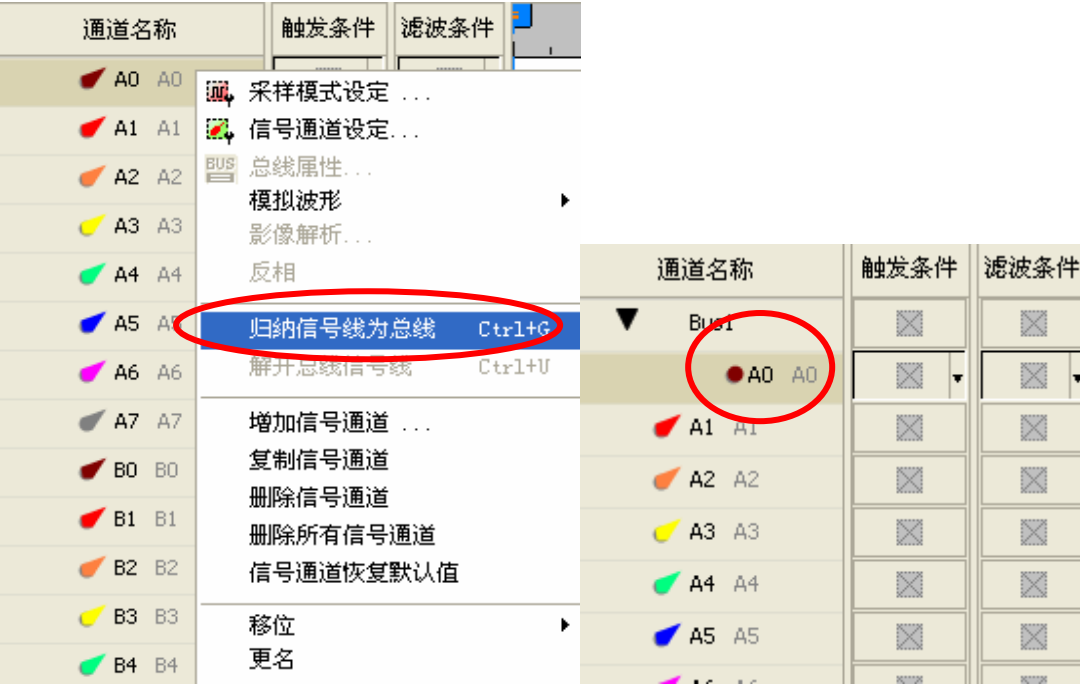 通道名称 触发条件 滤波条件
A0 A0
A1 A1
A2 A2
A3 A3
A4 A4
A5 A5
A6 A6
A7 A7
B0 B0
B1 B1
B2 B2
B3 B3
B4 B4
采样模式设定 ...
信号通道设定...
BUS 总线属性...
模拟波形
影像解析...
反相
归纳信号线为总线 Ctrl+G
解开总线信号线 Ctrl+U
增加信号通道 ...
复制信号通道
删除信号通道
删除所有信号通道
信号通道恢复默认值
移位
更名
通道名称 触发条件 滤波条件
Bus1
A0 A0
A1 A1
A2 A2
A3 A3
A4 A4
A5 A5